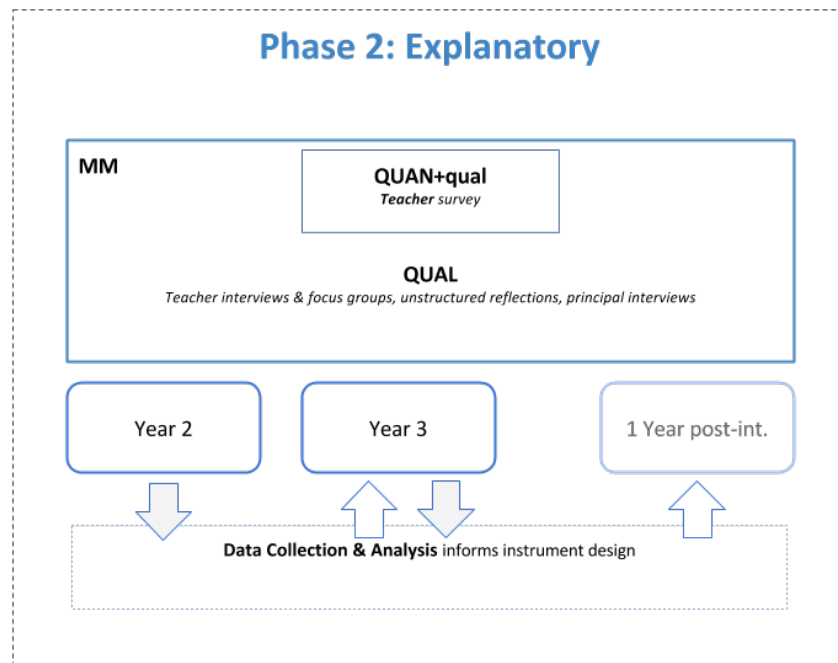 Phase 2: Explanatory
MM
QUAN+qual
Teacher survey
QUAL
Teacher interviews & focus groups, unstructured reflections, principal interviews
Year 2
Year 3
1 Year post-int.
Data Collection & Analysis informs instrument design